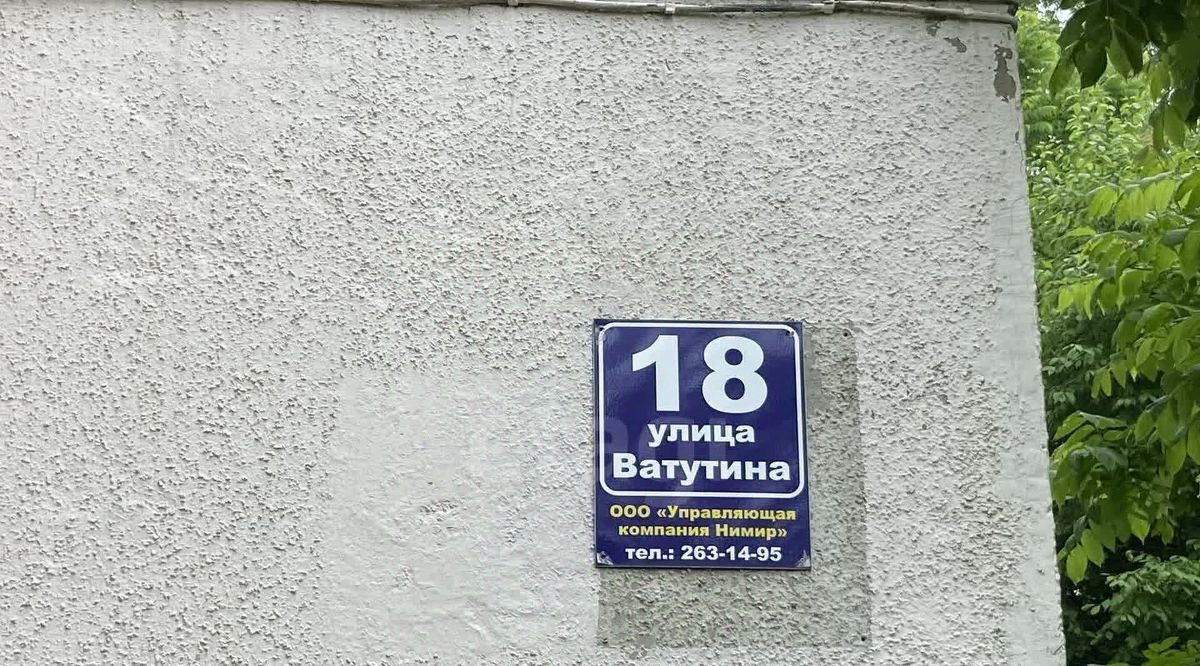 18
улица
Ватутина
ООО «Управляющая
компания Нимир»
тел.: 263-14-95